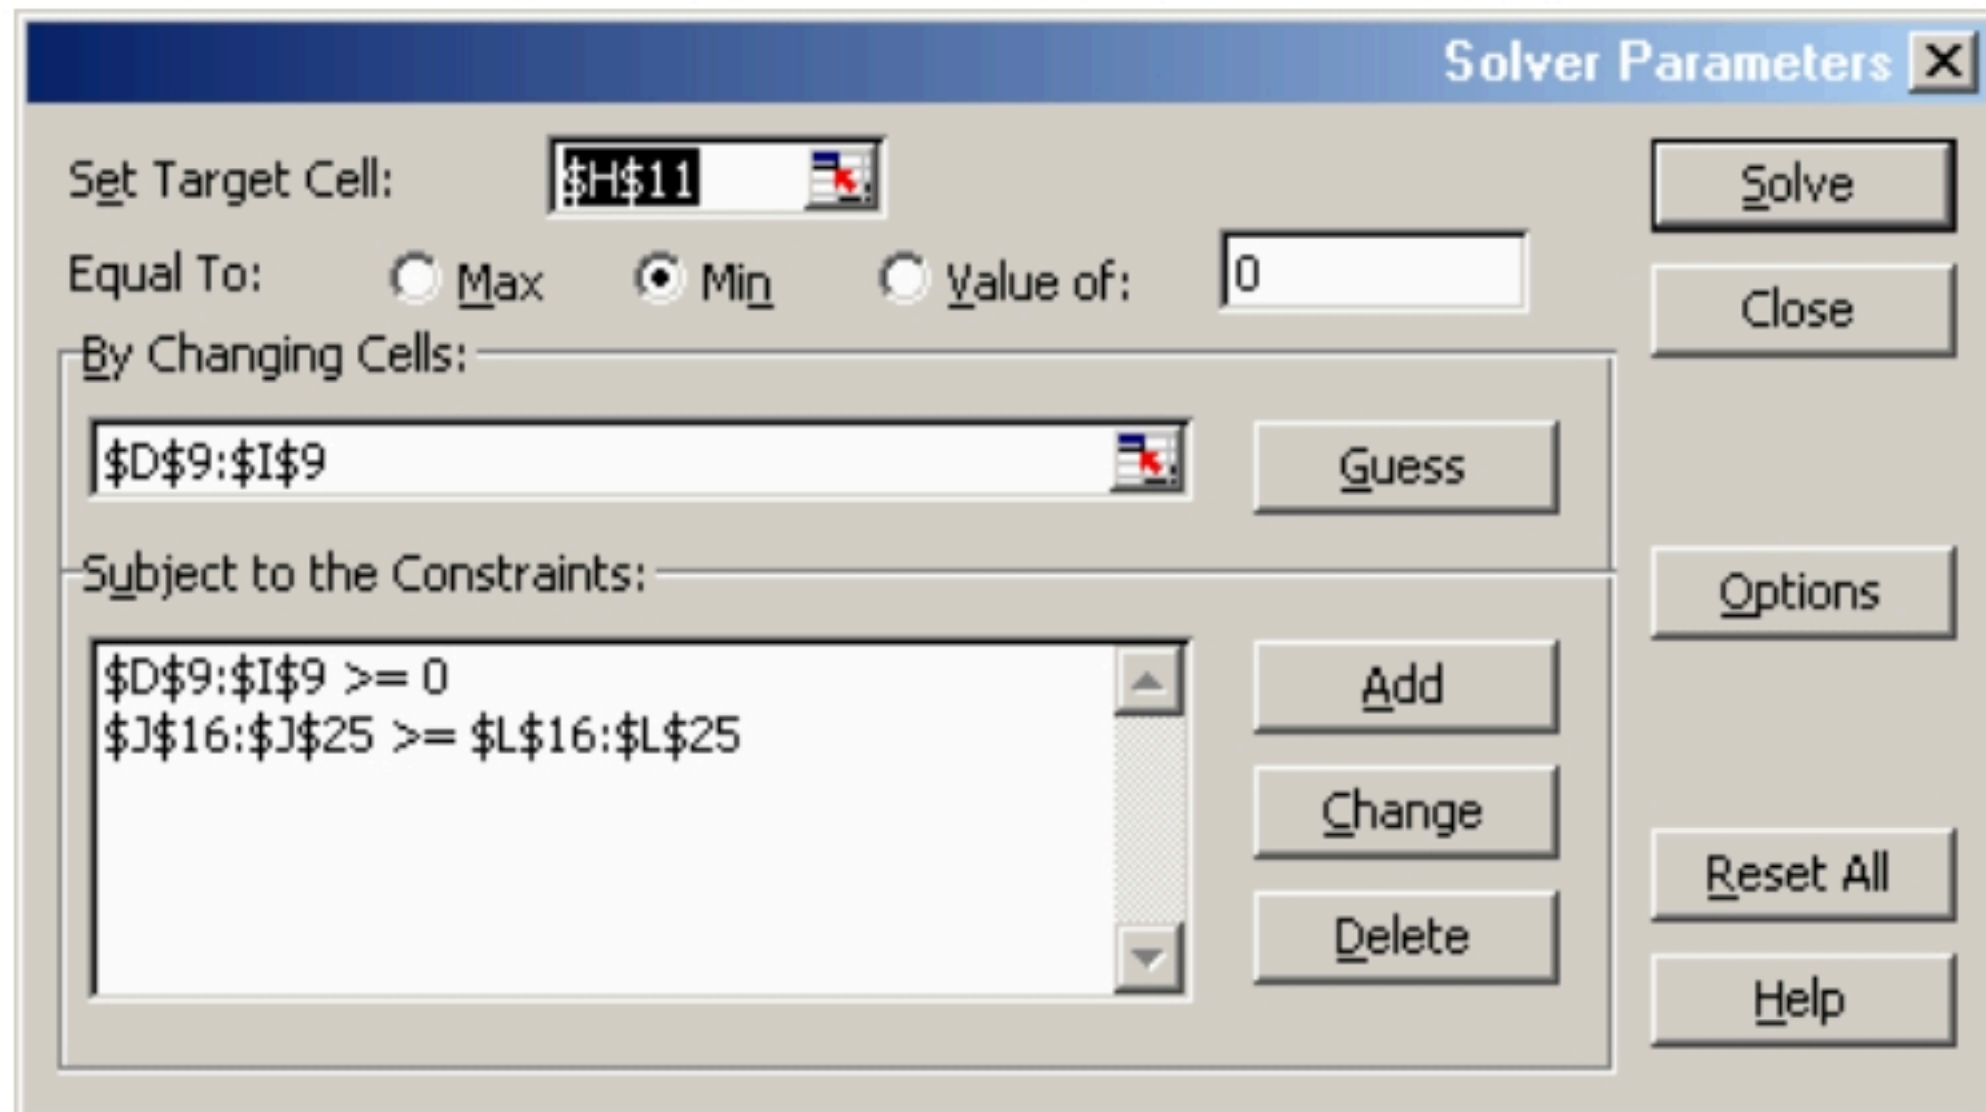 Solver Parameters
Set Target Cell: $H$11
Equal To: Max Min Value of: 0
By Changing Cells:
$D$9:$I$9
Guess
Subject to the Constraints:
$D$9:$I$9 >= 0
$J$16:$J$25 >= $L$16:$L$25
Add
Change
Delete
Solve
Close
Options
Reset All
Help